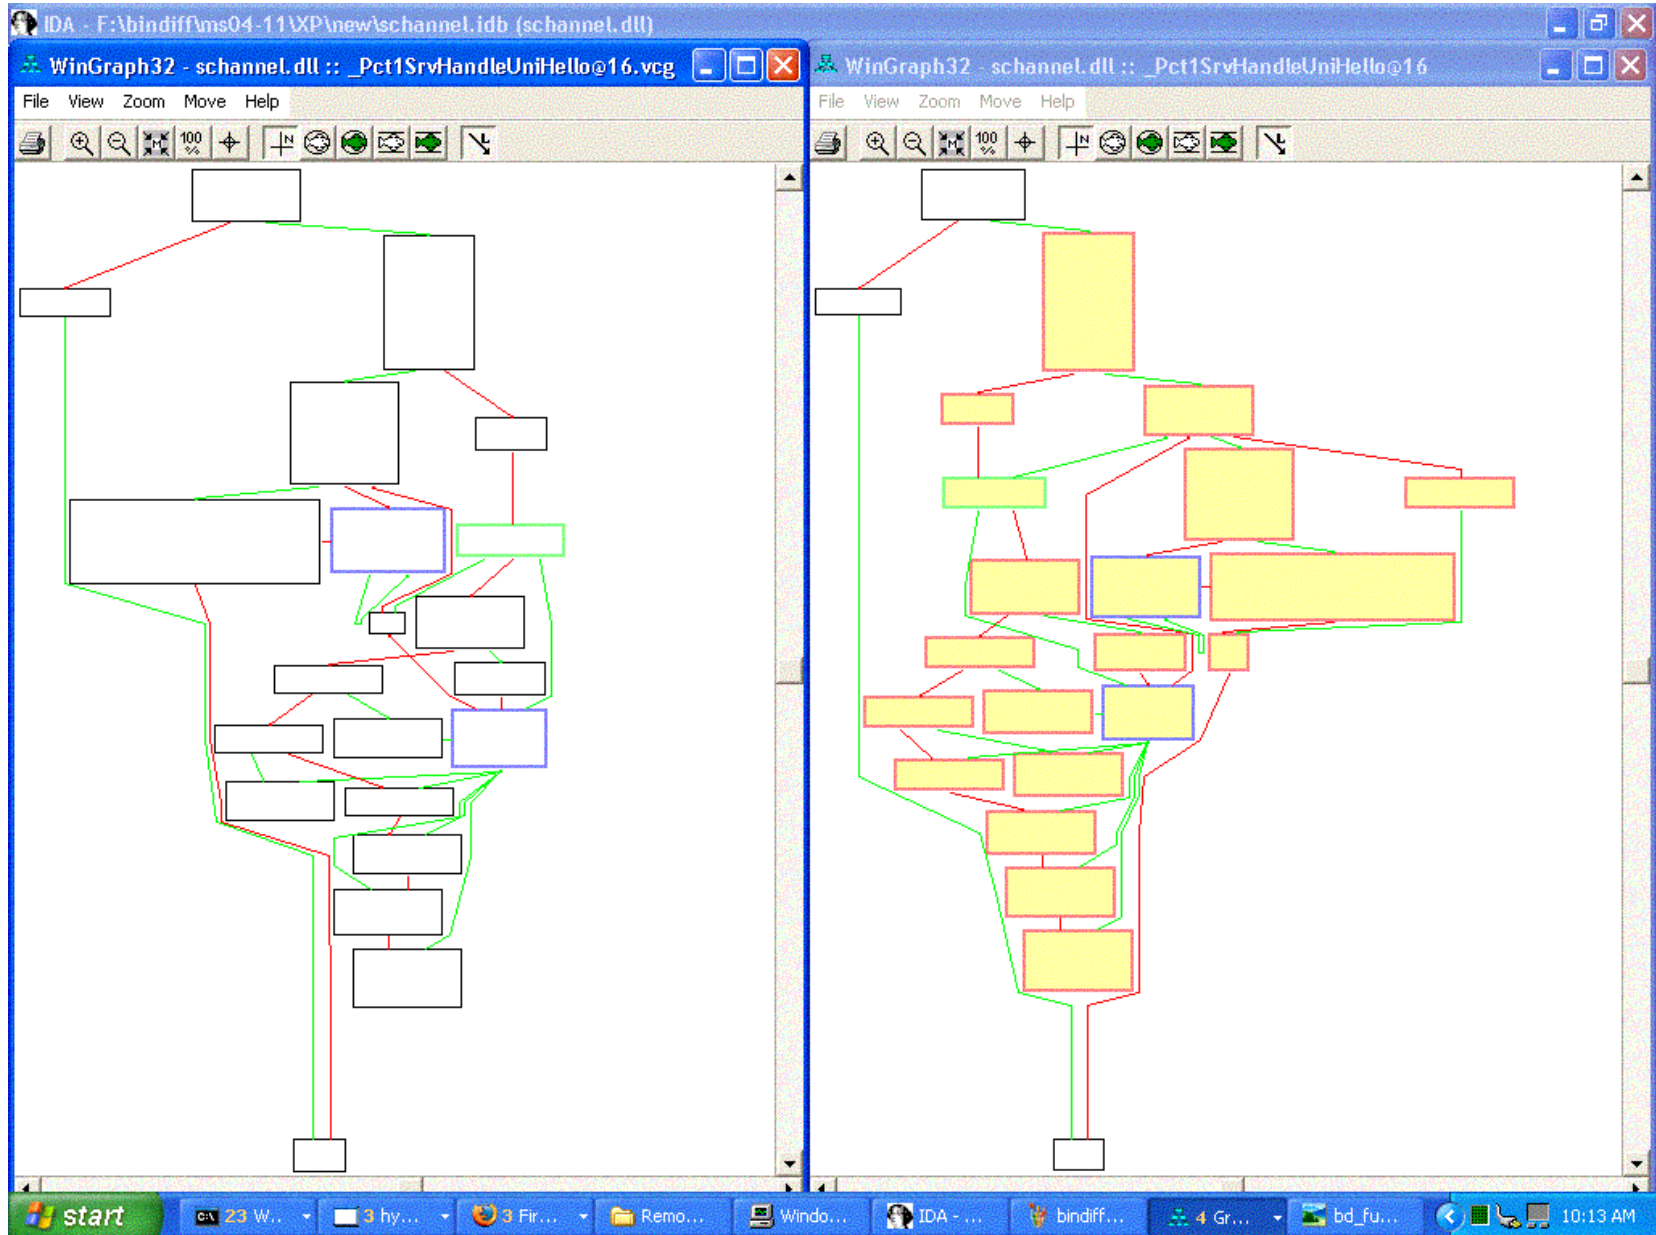 IDA - F:\bindiff\ms04-11\XP\new\schannel.idb (schannel.dll)
WinGraph32 - schannel.dll :: _Pct1SrvHandleUniHello@16.vcg
WinGraph32 - schannel.dll :: _Pct1SrvHandleUniHello@16
File View Zoom Move Help
File View Zoom Move Help
M 100 % N
M 100 % N
start
C:\ 23 W...
3 hy...
3 Fir...
Remo...
Windo...
IDA - ...
bindiff...
4 Gr...
bd_fu...
10:13 AM